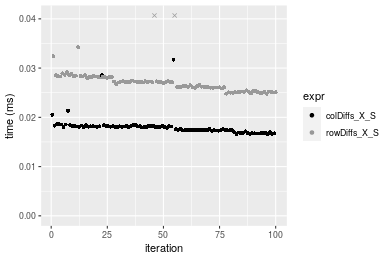 0.04
0.03
0.02
0.01
0.00
time (ms)
0
25
50
75
100
iteration
expr
colDiffs_X_S
rowDiffs_X_S